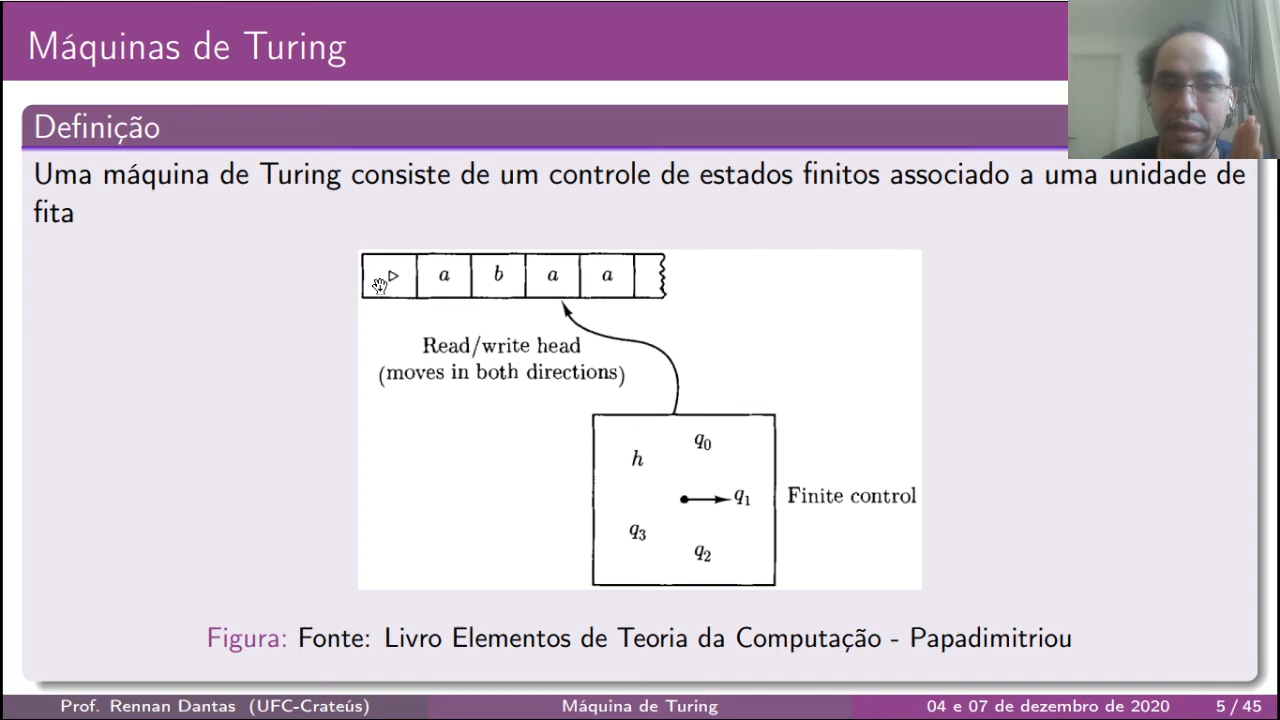 Máquinas de Turing
Definição
Uma máquina de Turing consiste de um controle de estados finitos associado a uma unidade de
fita
▷ a b a a
Read/write head
(moves in both directions)
q0
h
q1
Finite control
q3
q2
Figura: Fonte: Livro Elementos de Teoria da Computação - Papadimitriou
Prof. Rennan Dantas (UFC-Crateús) Máquina de Turing 04 e 07 de dezembro de 2020 5 / 45